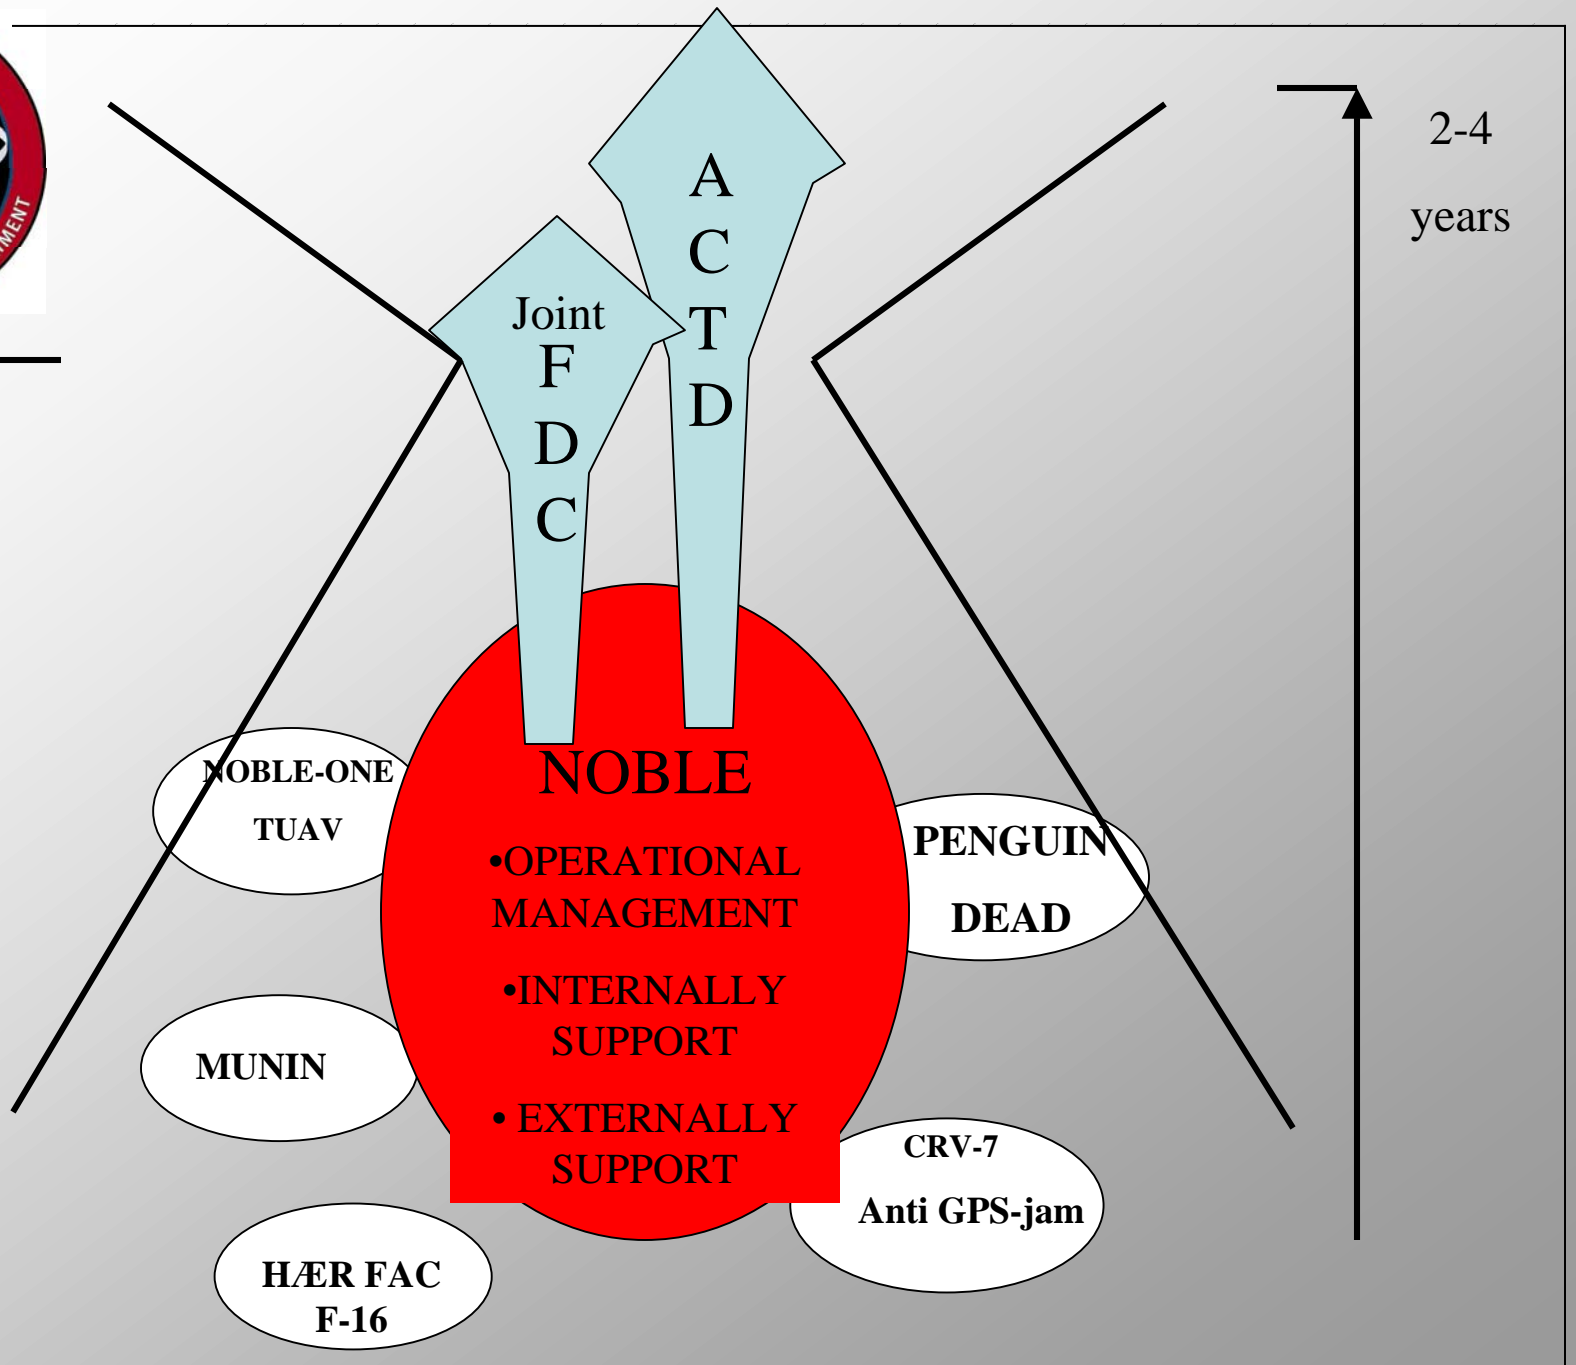 MENT
2-4
years
A
C
T
D
Joint
F
D
C
NOBLE
•OPERATIONAL
MANAGEMENT
•INTERNALLY
SUPPORT
• EXTERNALLY
SUPPORT
NOBLE-ONE
TUAV
MUNIN
HÆR FAC
F-16
PENGUIN
DEAD
CRV-7
Anti GPS-jam